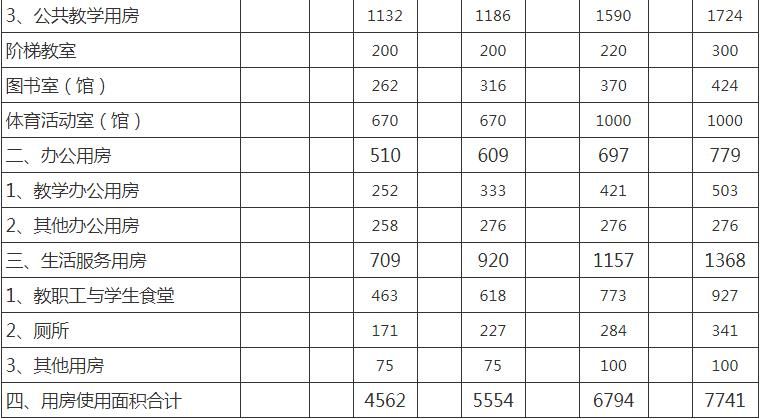 3、公共教学用房 1132 1186 1590 1724
阶梯教室 200 200 220 300
图书室（馆） 262 316 370 424
体育活动室（馆） 670 670 1000 1000
二、办公用房 510 609 697 779
1、教学办公用房 252 333 421 503
2、其他办公用房 258 276 276 276
三、生活服务用房 709 920 1157 1368
1、教职工与学生食堂 463 618 773 927
2、厕所 171 227 284 341
3、其他用房 75 75 100 100
四、用房使用面积合计 4562 5554 6794 7741